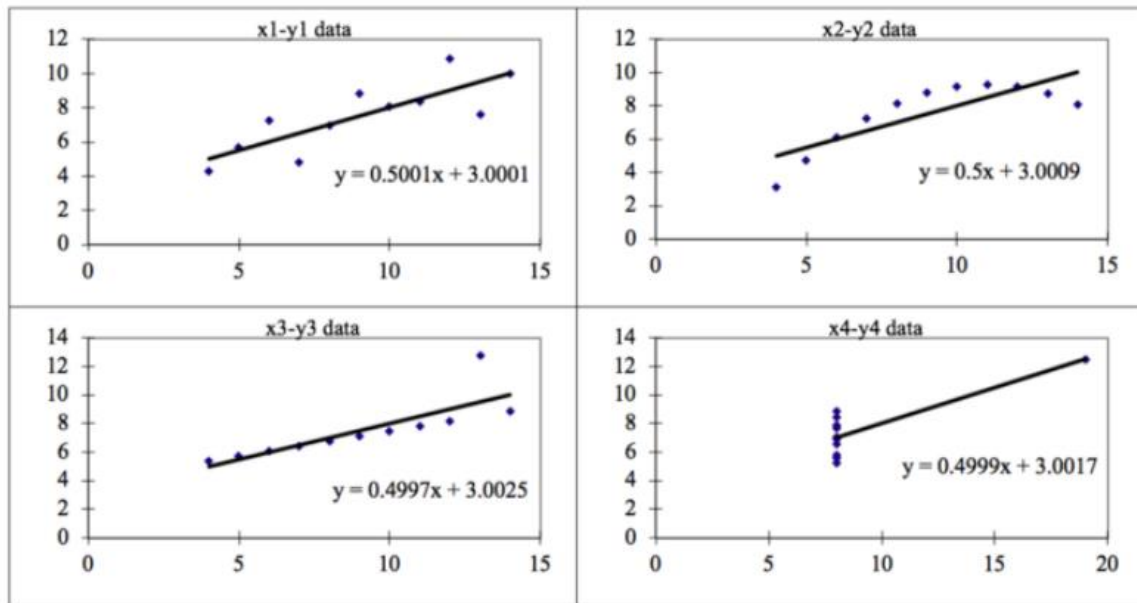 x1-y1 data
12
10
8
6
4
2
0
y = 0.5001x + 3.0001
0 5 10 15
x2-y2 data
12
10
8
6
4
2
0
y = 0.5x + 3.0009
0 5 10 15
x3-y3 data
14
12
10
8
6
4
2
0
y = 0.4997x + 3.0025
0 5 10 15
x4-y4 data
14
12
10
8
6
4
2
0
y = 0.4999x + 3.0017
0 5 10 15 20